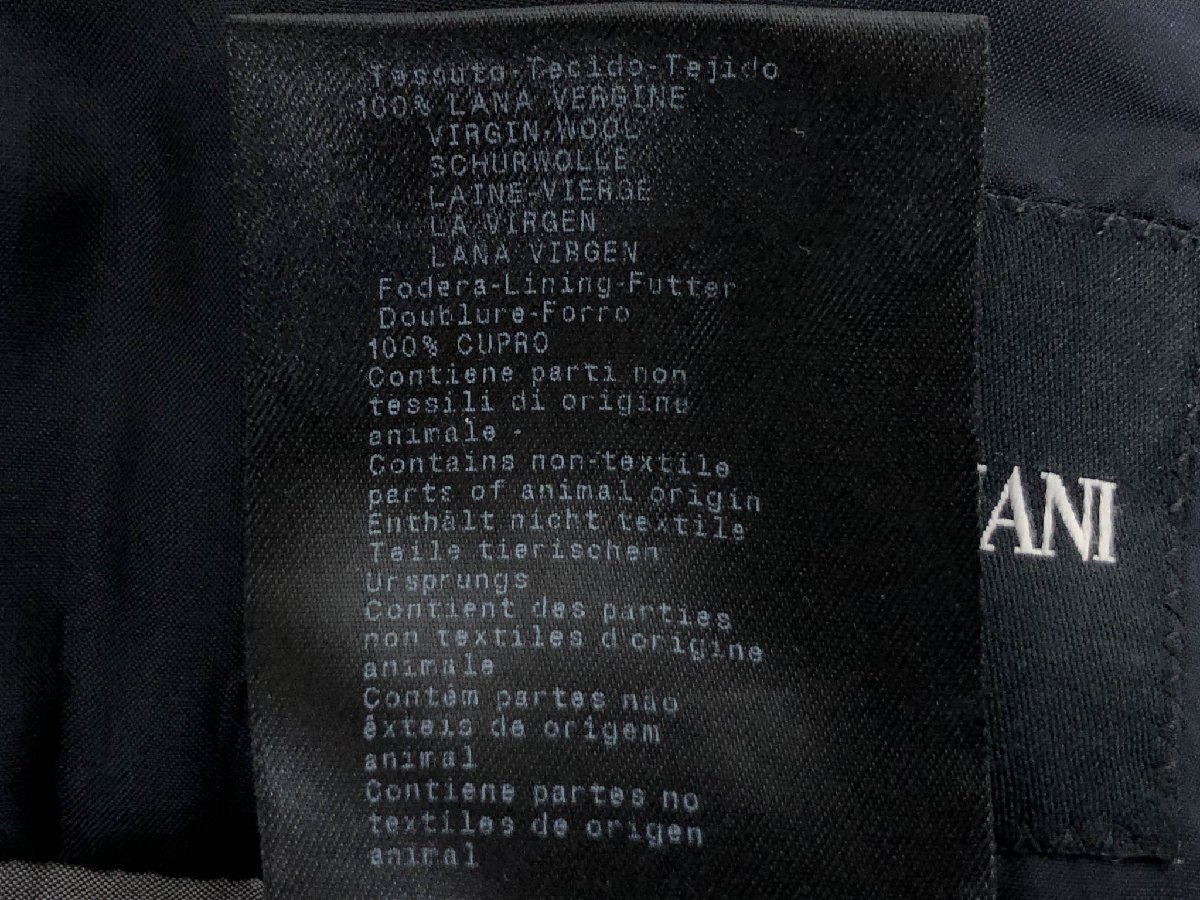 Tessuto-Tecido-Tejido
100% LANA VERGINE
VIRGIN-WOOL
SCHURWOLLE
LAINE-VIERGE
LA VIRGEN
LANA VIRGEN
Fodera-Lining-Futter
Doublure-Forro
100% CUPRO
Contiene parti non
tessili di origine
animale -
Contains non-textile
parts of animal origin
Enthält nicht textile
Teile tierischen
Ursprungs
Contient des parties
non textiles d'origine
animale
Contém partes não
êxteis de origem
animal
Contiene partes no
textiles de origen
animal
ANI